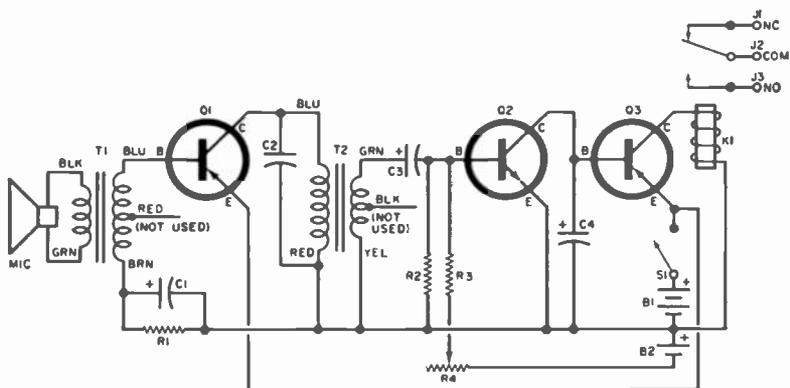 J1
NC
J2
COM
J3
NO
K1
Q1
C
B
E
BLU
T1
BLK
GRN
MIC
BLU
RED
(NOT USED)
BRN
+
C1
R1
C2
T2
RED
GRN
+
C3
BLK
(NOT USED)
YEL
R2
R3
R4
Q2
B
C
E
+
C4
Q3
B
C
E
S1
+
B1
+
B2